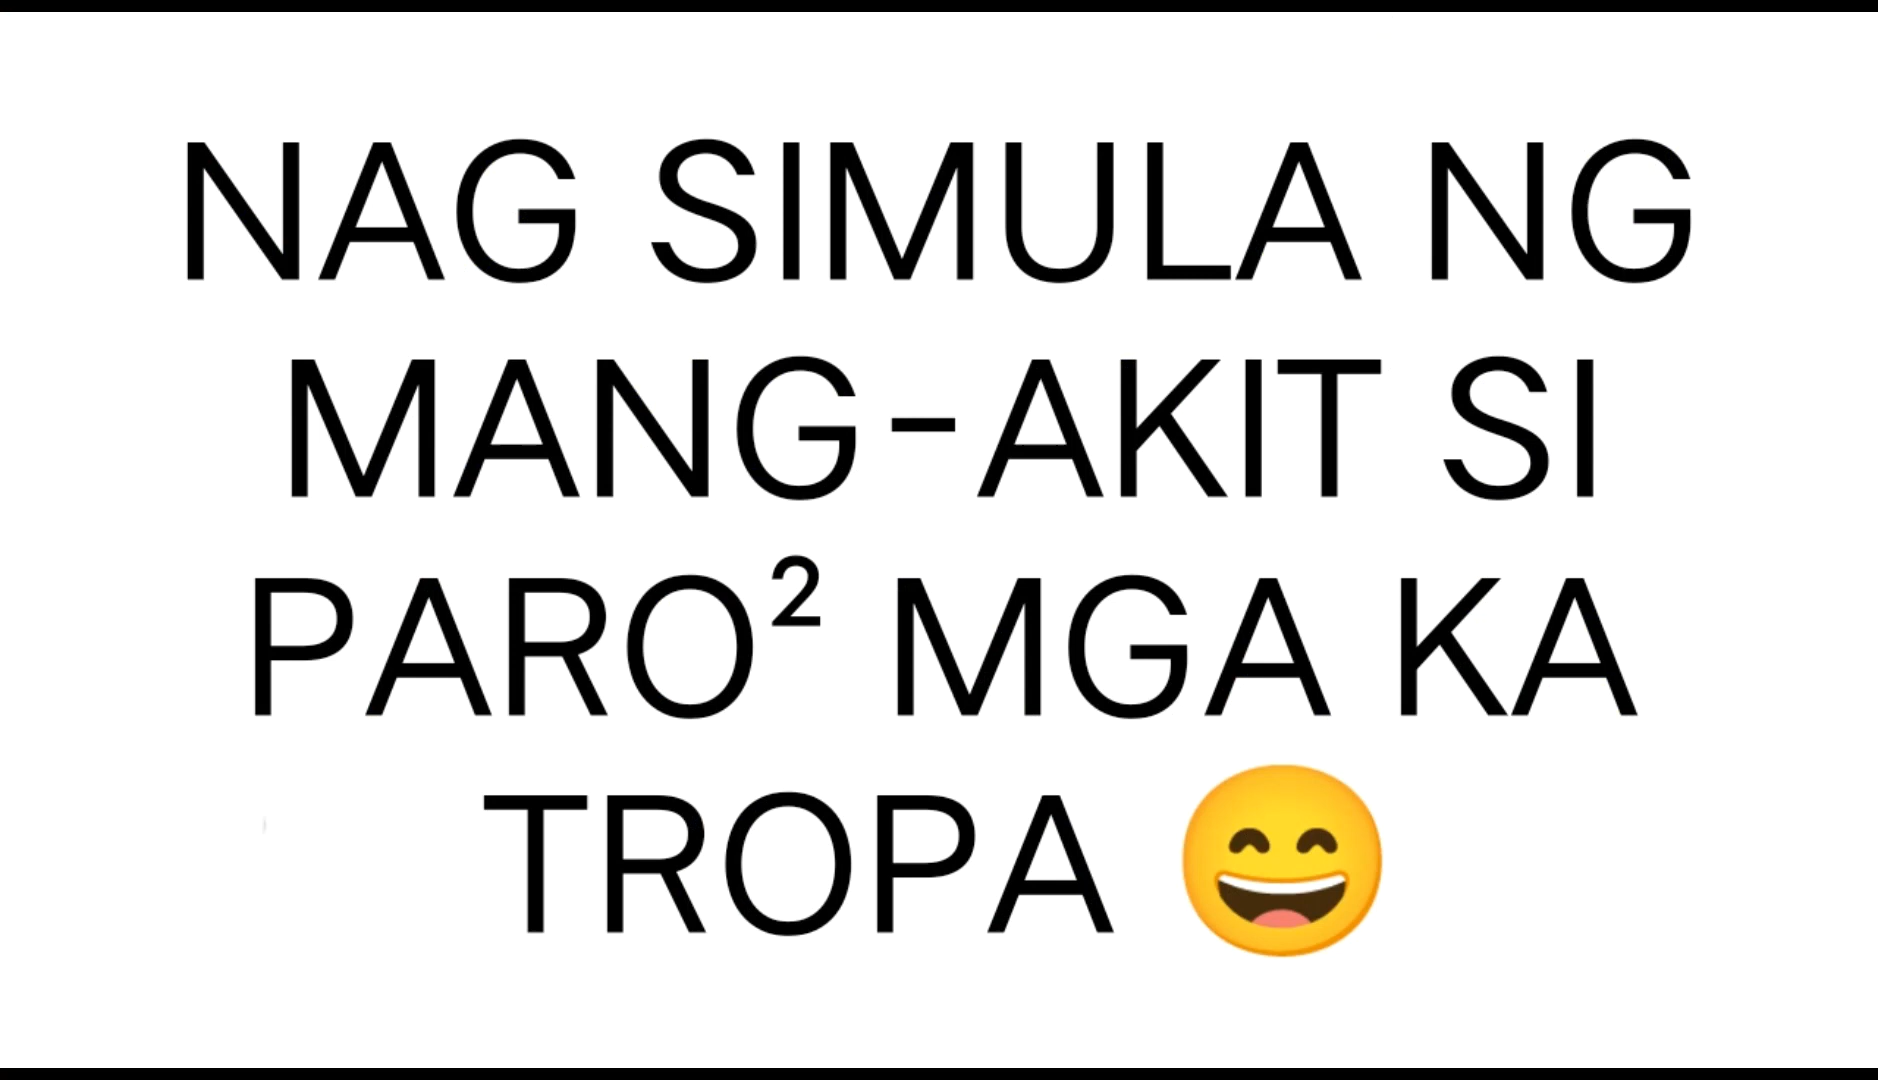 NAG SIMULA NG
MANG-AKIT SI
PARO² MGA KA
TROPA 😄